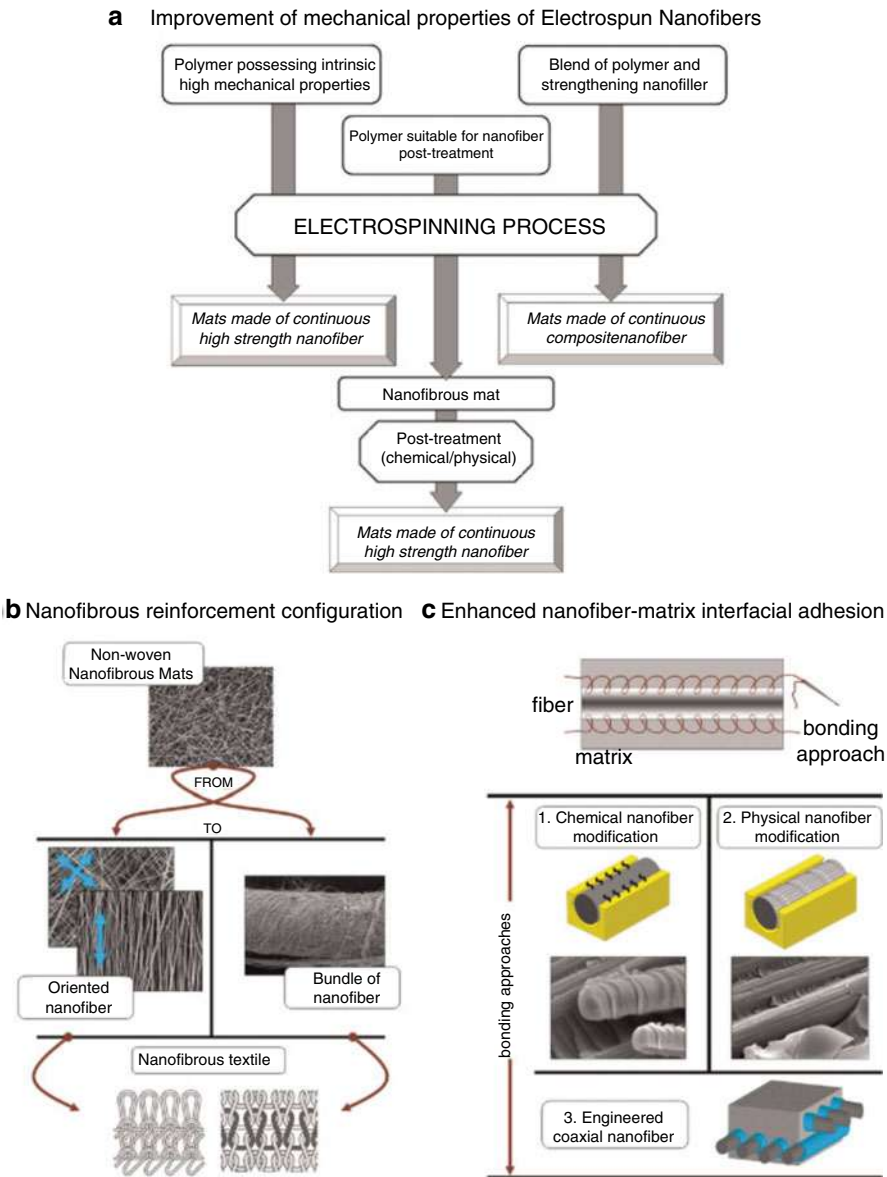 a Improvement of mechanical properties of Electrospun Nanofibers
Polymer possessing intrinsic
high mechanical properties
Blend of polymer and
strengthening nanofiller
Polymer suitable for nanofiber
post-treatment
ELECTROSPINNING PROCESS
Mats made of continuous
high strength nanofiber
Mats made of continuous
compositenanofiber
Nanofibrous mat
Post-treatment
(chemical/physical)
Mats made of continuous
high strength nanofiber
b Nanofibrous reinforcement configuration
Non-woven
Nanofibrous Mats
FROM
TO
Oriented
nanofiber
Bundle of
nanofiber
Nanofibrous textile
c Enhanced nanofiber-matrix interfacial adhesion
fiber
matrix
bonding
approach
bonding approaches
1. Chemical nanofiber
modification
2. Physical nanofiber
modification
3. Engineered
coaxial nanofiber